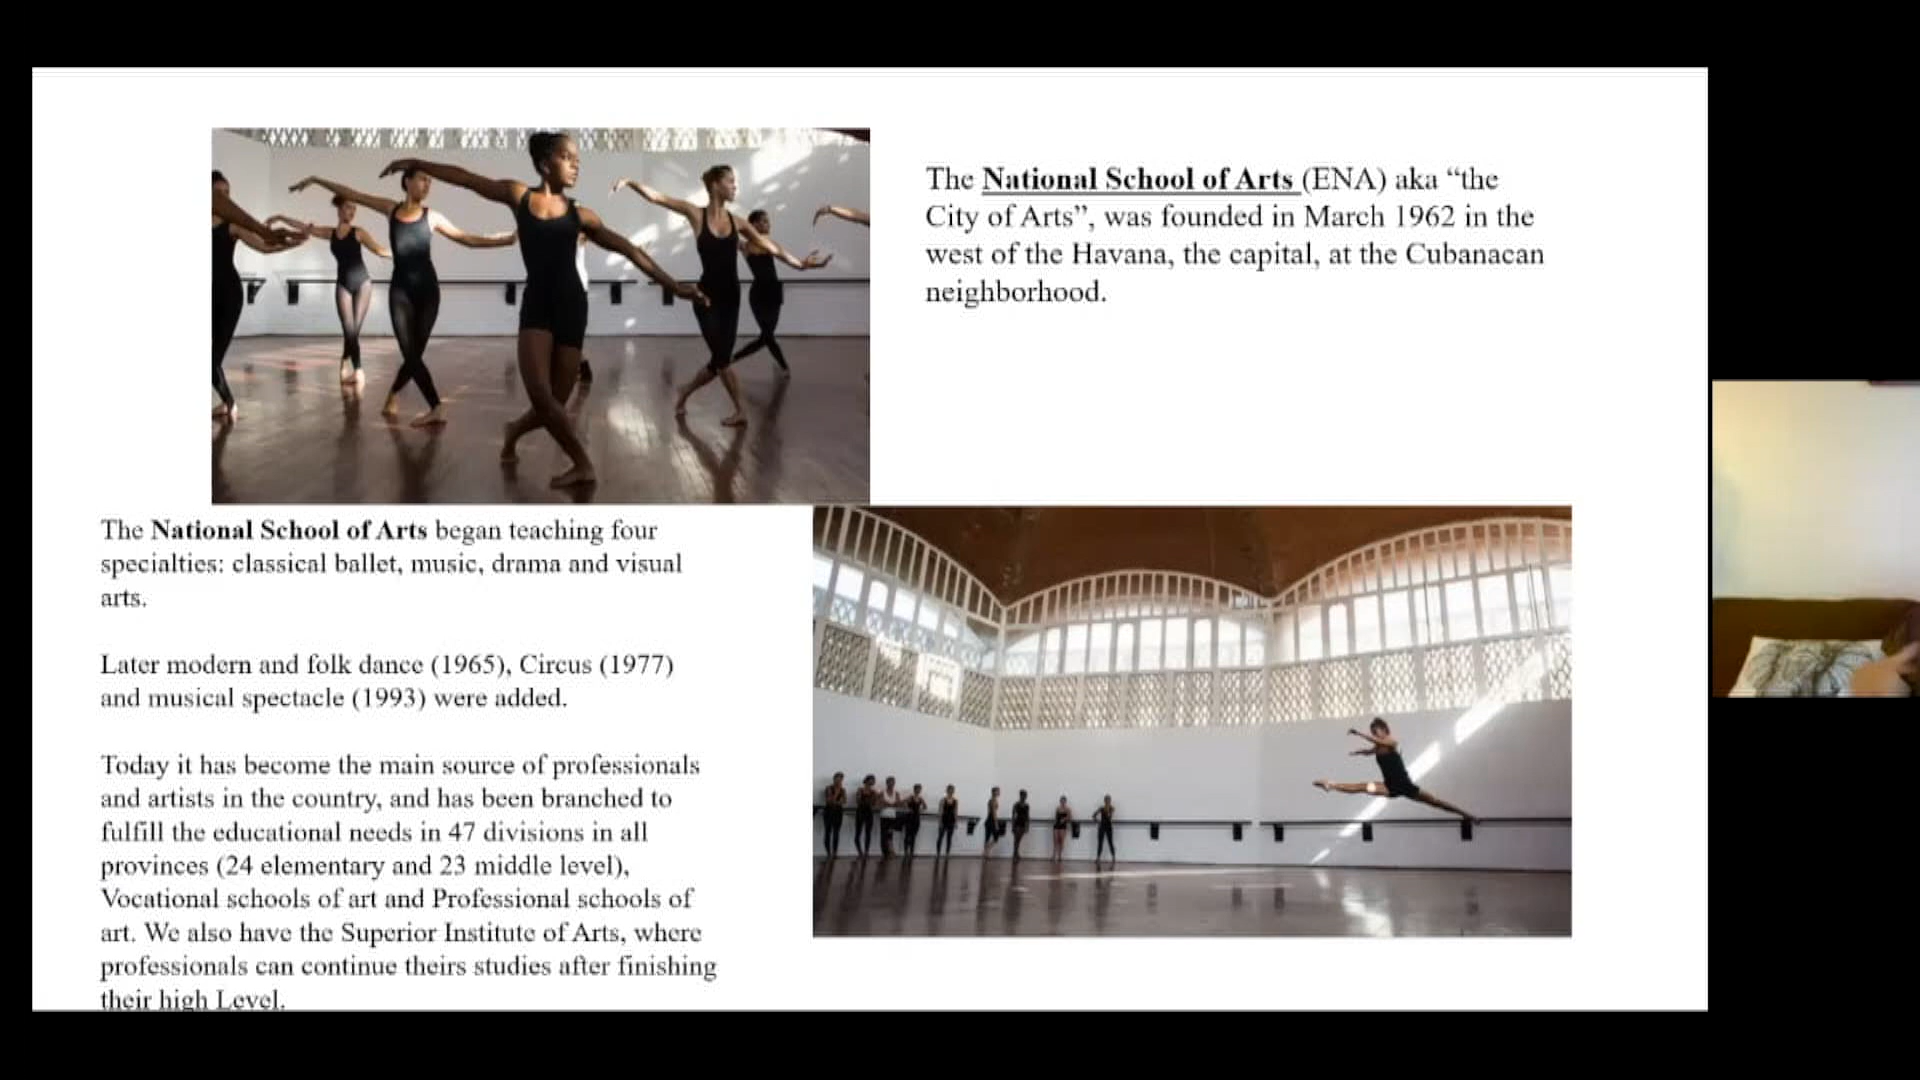 The National School of Arts (ENA) aka “the
City of Arts”, was founded in March 1962 in the
west of the Havana, the capital, at the Cubanacan
neighborhood.
The National School of Arts began teaching four
specialties: classical ballet, music, drama and visual
arts.
Later modern and folk dance (1965), Circus (1977)
and musical spectacle (1993) were added.
Today it has become the main source of professionals
and artists in the country, and has been branched to
fulfill the educational needs in 47 divisions in all
provinces (24 elementary and 23 middle level),
Vocational schools of art and Professional schools of
art. We also have the Superior Institute of Arts, where
professionals can continue theirs studies after finishing
their high Level.